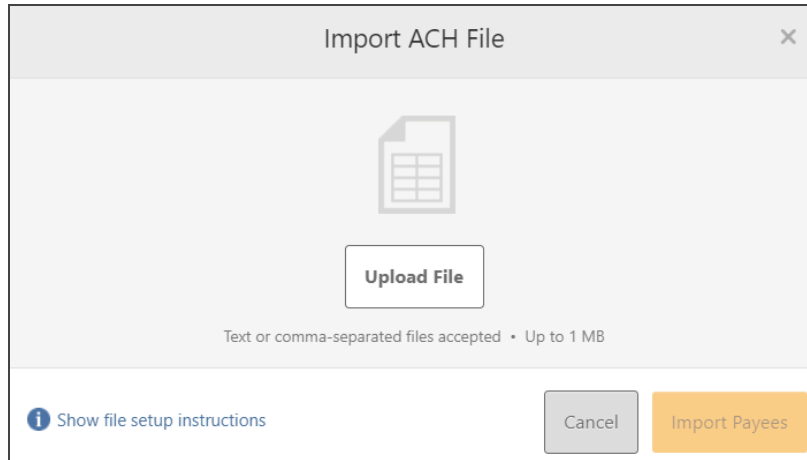 Import ACH File
Upload File
Text or comma-separated files accepted • Up to 1 MB
Show file setup instructions
Cancel
Import Payees